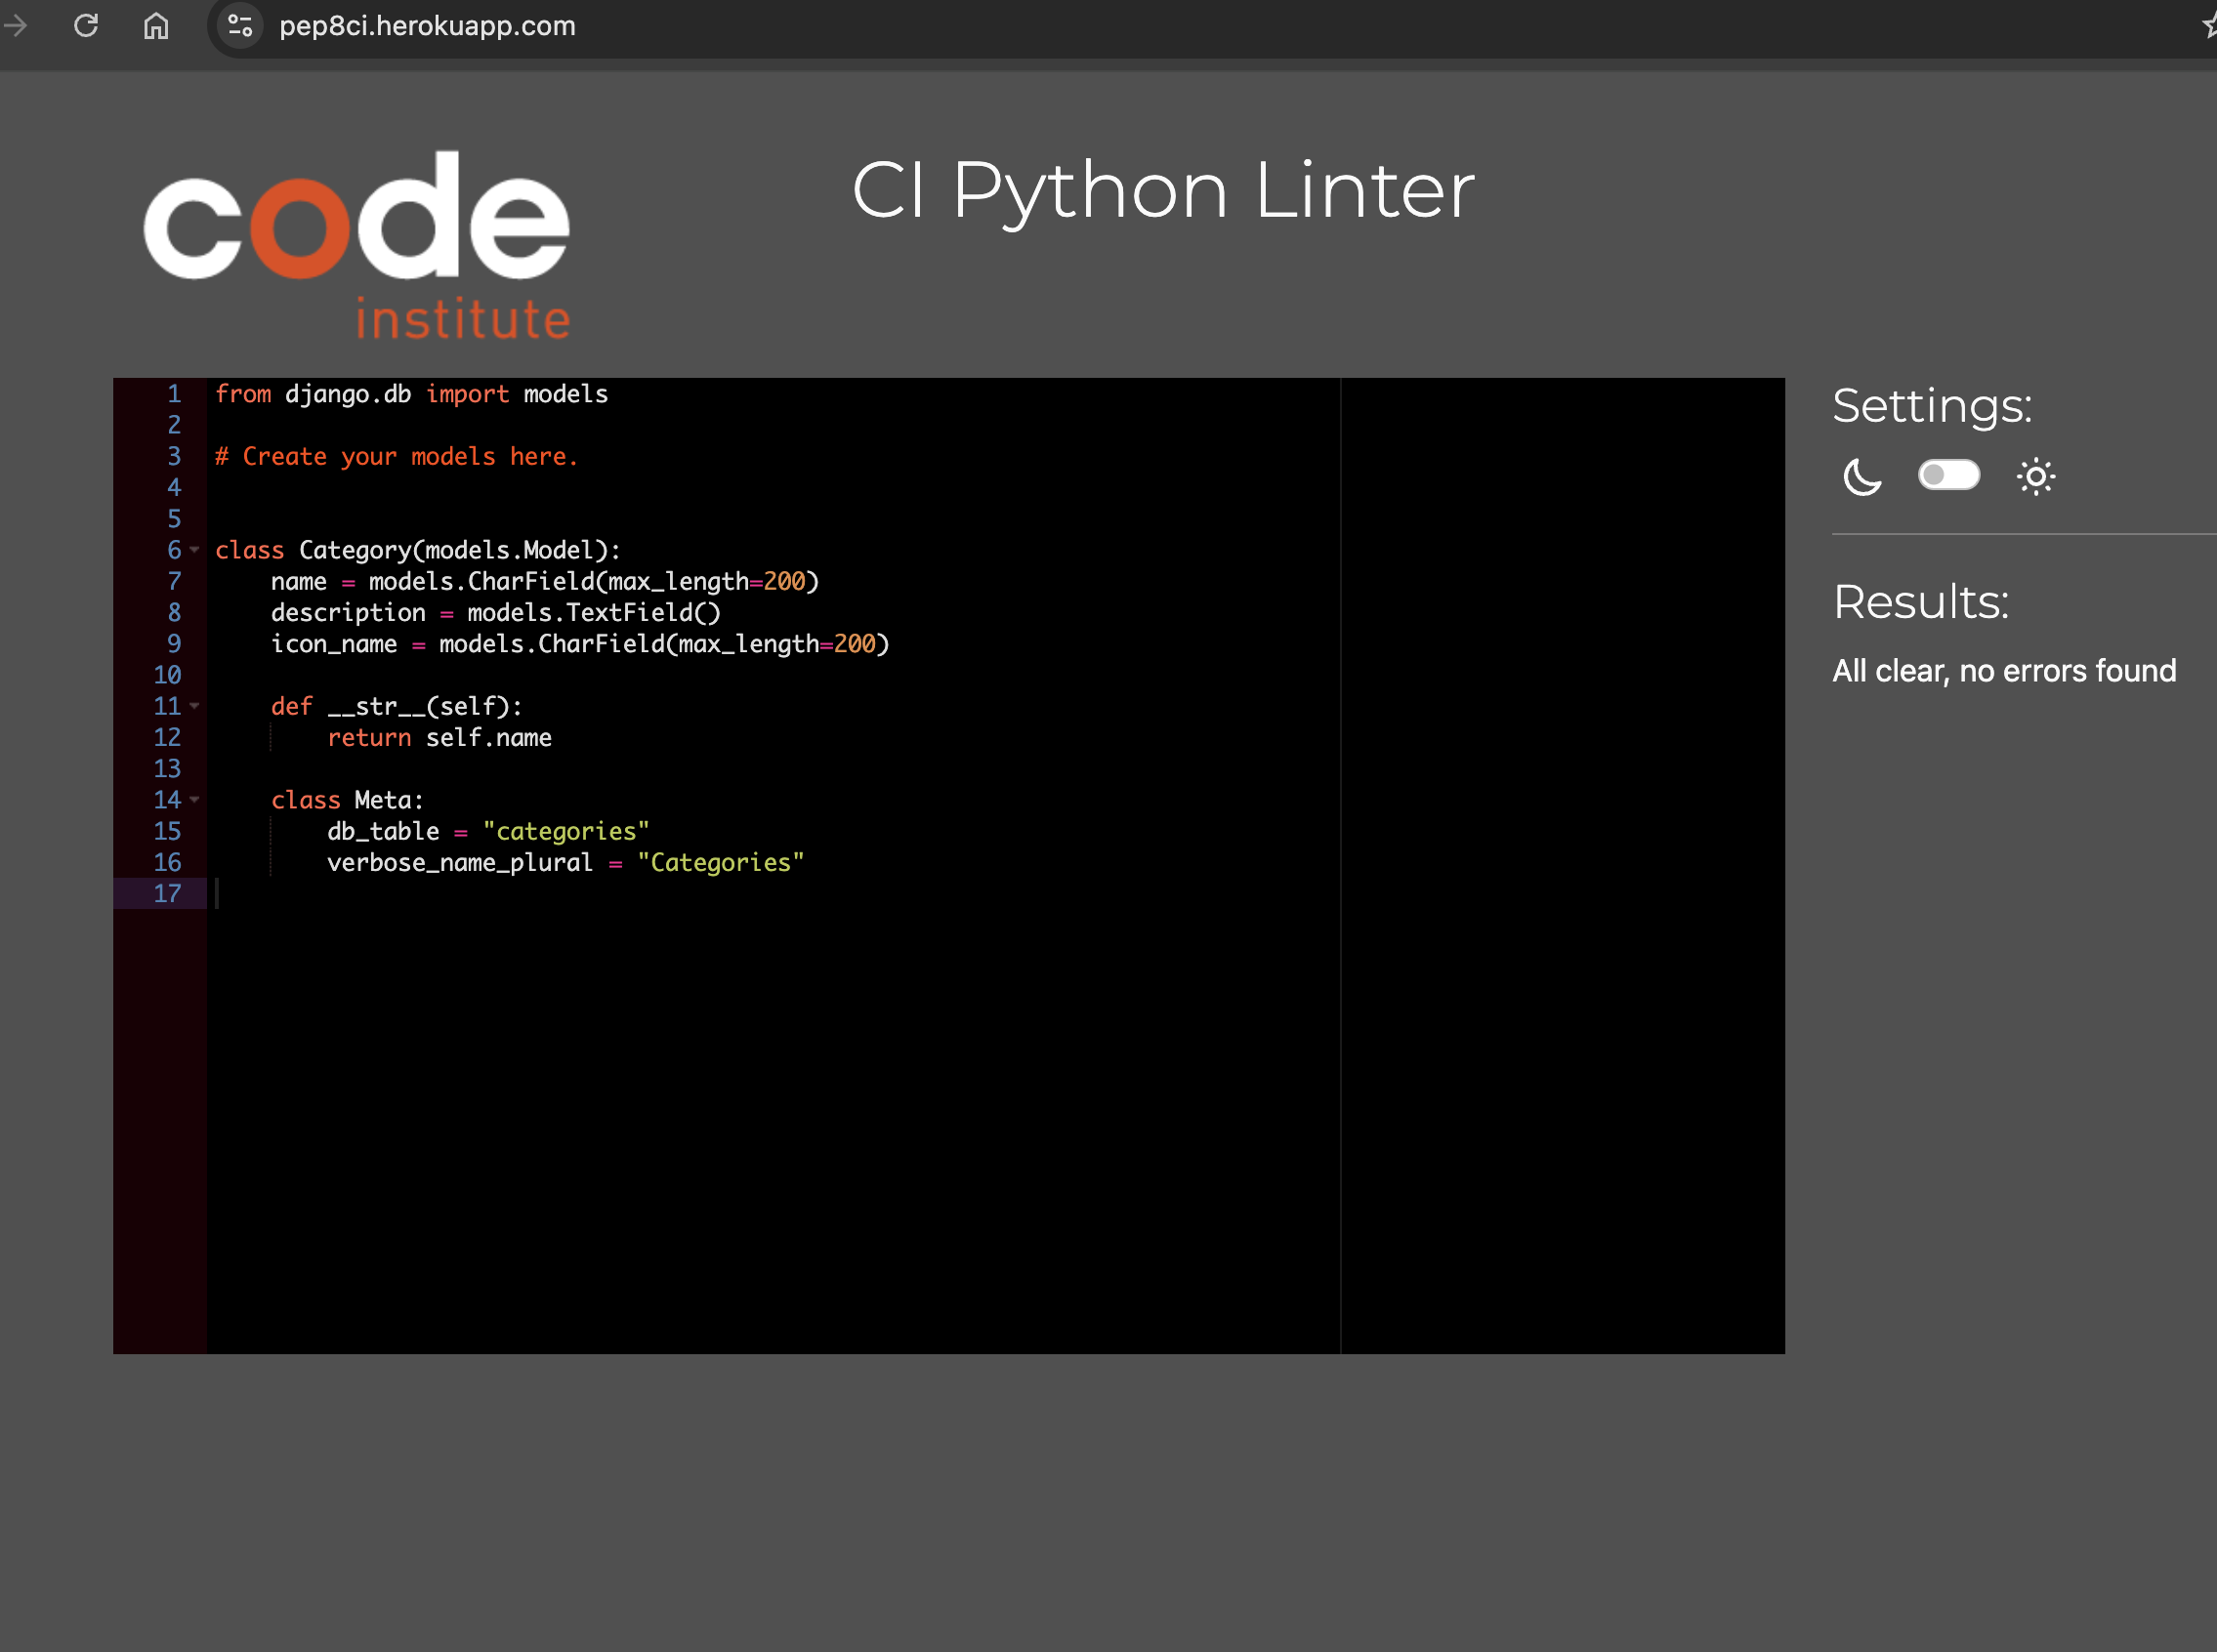 pep8ci.herokuapp.com
code
institute
CI Python Linter
1 from django.db import models
2
3 # Create your models here.
4
5
6 class Category(models.Model):
7     name = models.CharField(max_length=200)
8     description = models.TextField()
9     icon_name = models.CharField(max_length=200)
10
11     def __str__(self):
12         return self.name
13
14     class Meta:
15         db_table = "categories"
16         verbose_name_plural = "Categories"
17
Settings:
Results:
All clear, no errors found